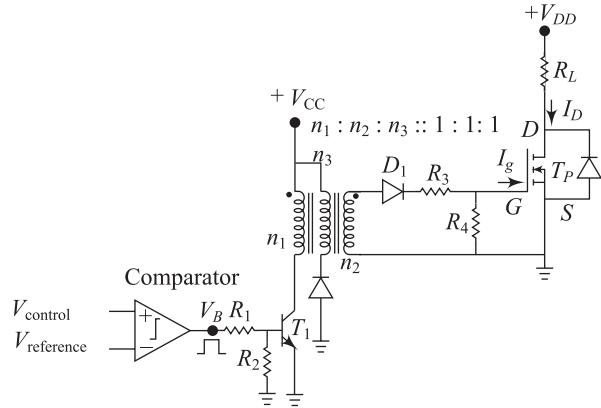 +V_DD
R_L
I_D
+ V_CC
n_1 : n_2 : n_3 :: 1 : 1: 1
D
n_3
D_1
R_3
I_g
T_P
G
S
R_4
n_1
n_2
Comparator
V_control
V_B
R_1
T_1
+
V_reference
−
R_2